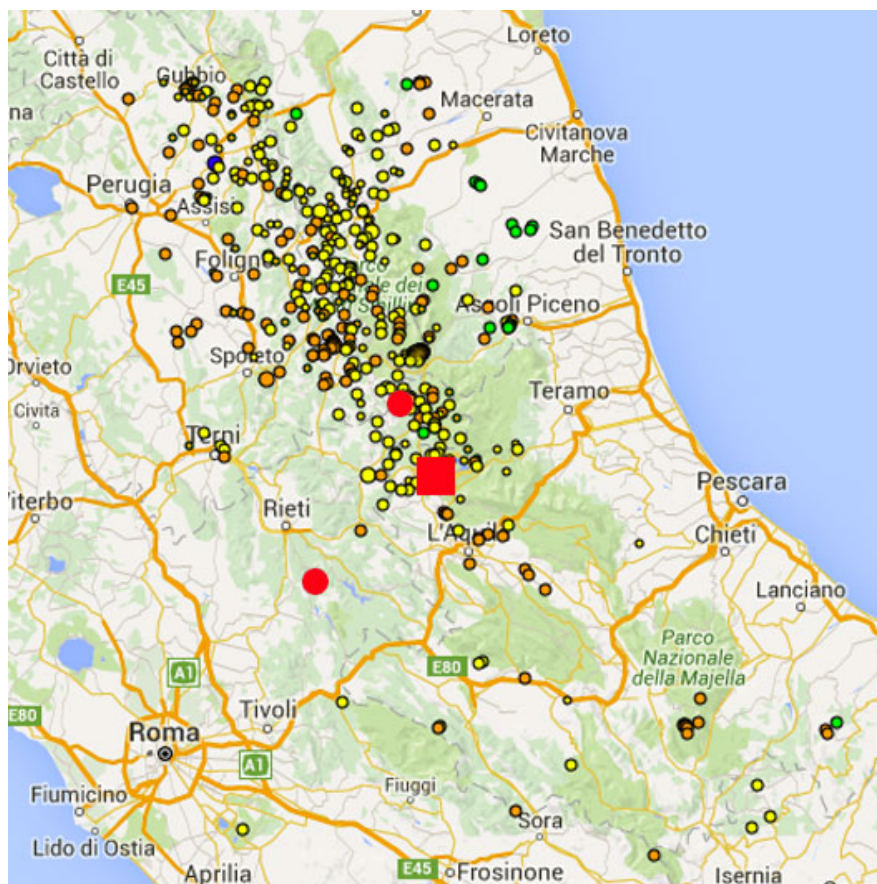 Loreto
Città di
Castello
Gubbio
Macerata
na
Civitanova
Marche
Perugia
Assisi
San Benedetto
del Tronto
Foligno
E45
Ascoli Piceno
Spoleto
Orvieto
Civita
Teramo
Terni
Viterbo
Pescara
Rieti
L'Aquila
Chieti
Lanciano
Parco
Nazionale
della Majella
E80
A1
E80
Tivoli
Roma
A1
Fiumicino
Fiuggi
Sora
Lido di Ostia
E45
Frosinone
Aprilia
Isernia